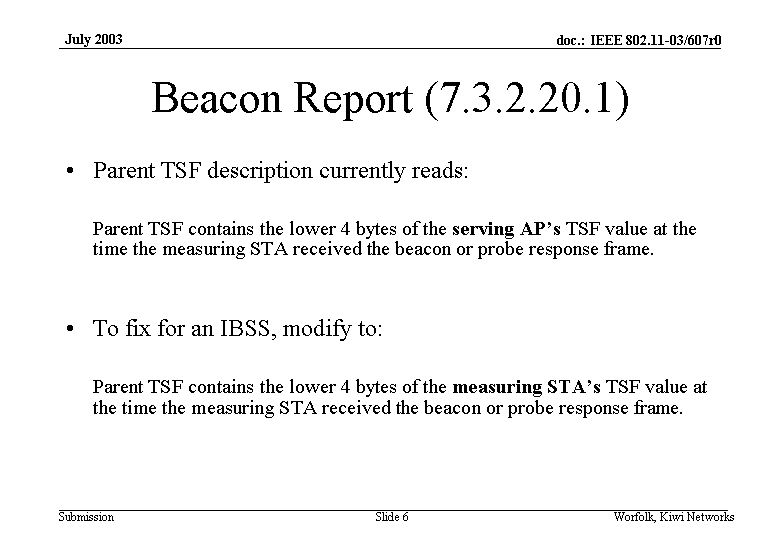 July 2003
doc.: IEEE 802.11-03/607r0
Beacon Report (7.3.2.20.1)
• Parent TSF description currently reads:
Parent TSF contains the lower 4 bytes of the serving AP’s TSF value at the
time the measuring STA received the beacon or probe response frame.
• To fix for an IBSS, modify to:
Parent TSF contains the lower 4 bytes of the measuring STA’s TSF value at
the time the measuring STA received the beacon or probe response frame.
Submission
Slide 6
Worfolk, Kiwi Networks